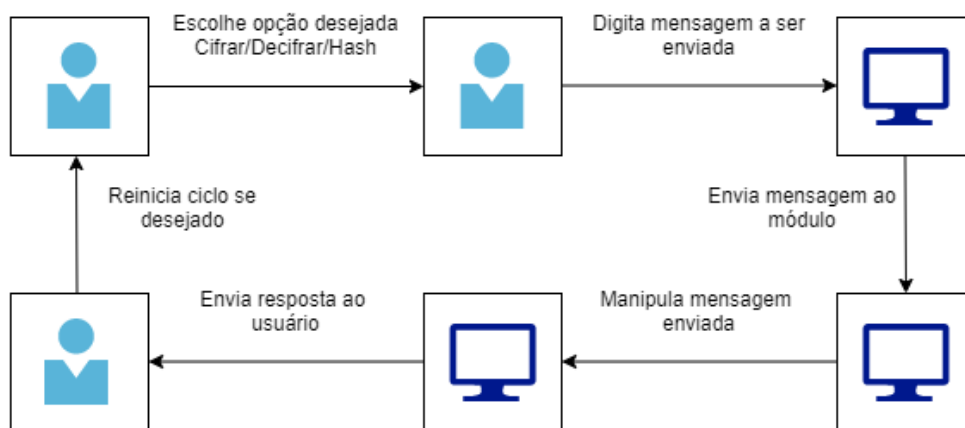 Escolhe opção desejada
Cifrar/Decifrar/Hash
Digita mensagem a ser
enviada
Envia mensagem ao
módulo
Manipula mensagem
enviada
Envia resposta ao
usuário
Reinicia ciclo se
desejado